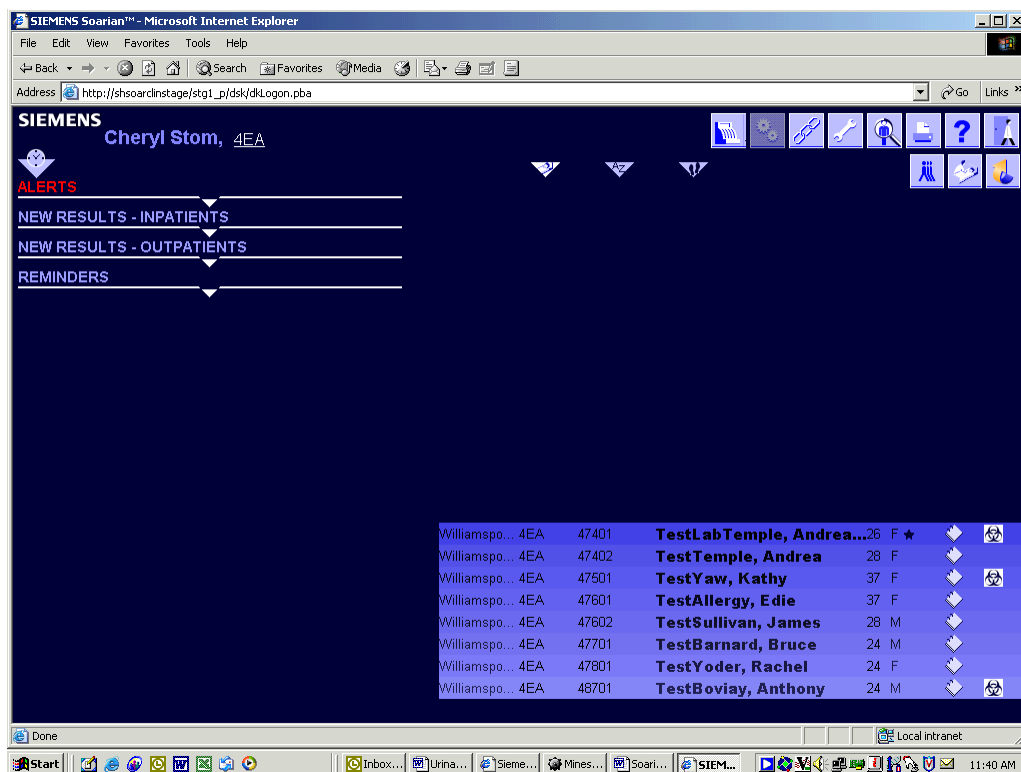 SIEMENS Soarian™ - Microsoft Internet Explorer
File Edit View Favorites Tools Help
Back Search Favorites Media
Address http://shsoarclinstage/stg1_p/dsk/dkLogon.pba Go Links »
SIEMENS
Cheryl Stom, 4EA
?
AZ
ALERTS
NEW RESULTS - INPATIENTS
NEW RESULTS - OUTPATIENTS
REMINDERS
Williamspo... 4EA 47401 TestLabTemple, Andrea... 26 F
Williamspo... 4EA 47402 TestTemple, Andrea 28 F
Williamspo... 4EA 47501 TestYaw, Kathy 37 F
Williamspo... 4EA 47601 TestAllergy, Edie 37 F
Williamspo... 4EA 47602 TestSullivan, James 28 M
Williamspo... 4EA 47701 TestBarnard, Bruce 24 M
Williamspo... 4EA 47801 TestYoder, Rachel 24 F
Williamspo... 4EA 48701 TestBoviay, Anthony 24 M
Done Local intranet
Start Inbox... Urina... Sieme... Mines... Soari... SIEM... 11:40 AM